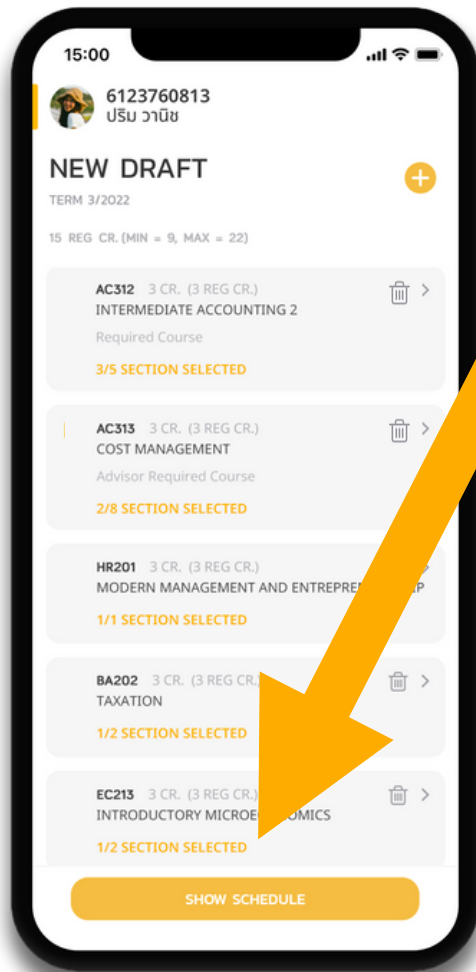 15:00
6123760813
ปริม วานิช
NEW DRAFT
TERM 3/2022
15 REG CR. (MIN = 9, MAX = 22)
AC312 3 CR. (3 REG CR.)
INTERMEDIATE ACCOUNTING 2
Required Course
3/5 SECTION SELECTED
AC313 3 CR. (3 REG CR.)
COST MANAGEMENT
Advisor Required Course
2/8 SECTION SELECTED
HR201 3 CR. (3 REG CR.)
MODERN MANAGEMENT AND
1/1 SECTION SELECTED
BA202 3 CR. (3 REG CR.)
TAXATION
1/2 SECTION SELECTED
EC213 3 CR. (3 REG CR.)
INTRODUCTORY
1/2 SECTION SELECTED
SHOW SCHEDULE